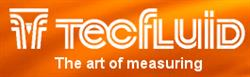 TECFLUID
The art of measuring